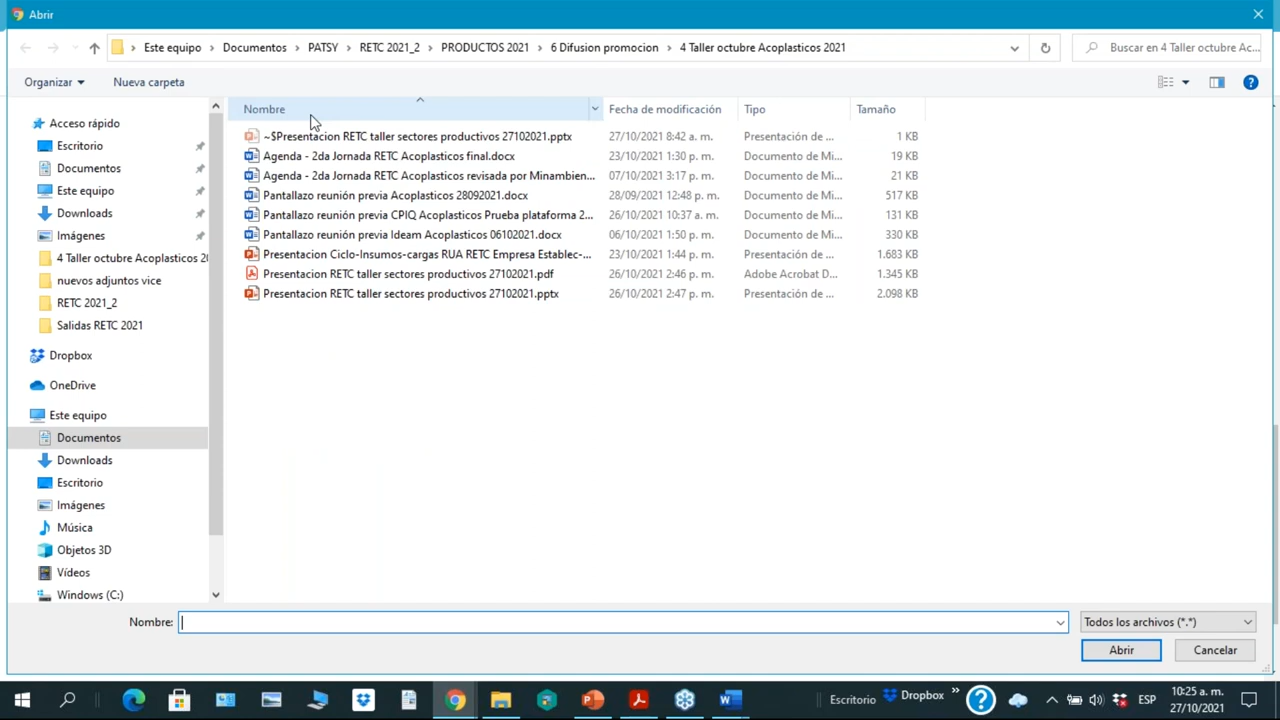 Abrir
Este equipo > Documentos > PATSY > RETC 2021_2 > PRODUCTOS 2021 > 6 Difusion promocion > 4 Taller octubre Acoplasticos 2021
Buscar en 4 Taller octubre Ac...
Organizar
Nueva carpeta
Nombre
Fecha de modificación
Tipo
Tamaño
Acceso rápido
Escritorio
Documentos
Este equipo
Downloads
Imágenes
4 Taller octubre Acoplasticos 20
nuevos adjuntos vice
RETC 2021_2
Salidas RETC 2021
Dropbox
OneDrive
Este equipo
Documentos
Downloads
Escritorio
Imágenes
Música
Objetos 3D
Vídeos
Windows (C:)
~$Presentacion RETC taller sectores productivos 27102021.pptx 27/10/2021 8:42 a. m. Presentación de ... 1 KB
Agenda - 2da Jornada RETC Acoplasticos final.docx 23/10/2021 1:30 p. m. Documento de Mi... 19 KB
Agenda - 2da Jornada RETC Acoplasticos revisada por Minambien... 07/10/2021 3:17 p. m. Documento de Mi... 21 KB
Pantallazo reunión previa Acoplasticos 28092021.docx 28/09/2021 12:48 p. m. Documento de Mi... 517 KB
Pantallazo reunión previa CPIQ Acoplasticos Prueba plataforma 2... 26/10/2021 10:37 a. m. Documento de Mi... 131 KB
Pantallazo reunión previa Ideam Acoplasticos 06102021.docx 06/10/2021 1:50 p. m. Documento de Mi... 330 KB
Presentacion Ciclo-Insumos-cargas RUA RETC Empresa Establec-... 23/10/2021 1:44 p. m. Presentación de ... 1.683 KB
Presentacion RETC taller sectores productivos 27102021.pdf 26/10/2021 2:46 p. m. Adobe Acrobat D... 1.345 KB
Presentacion RETC taller sectores productivos 27102021.pptx 26/10/2021 2:47 p. m. Presentación de ... 2.098 KB
Nombre:
Todos los archivos (*.*)
Abrir
Cancelar
Escritorio
Dropbox
»
ESP
10:25 a. m.
27/10/2021